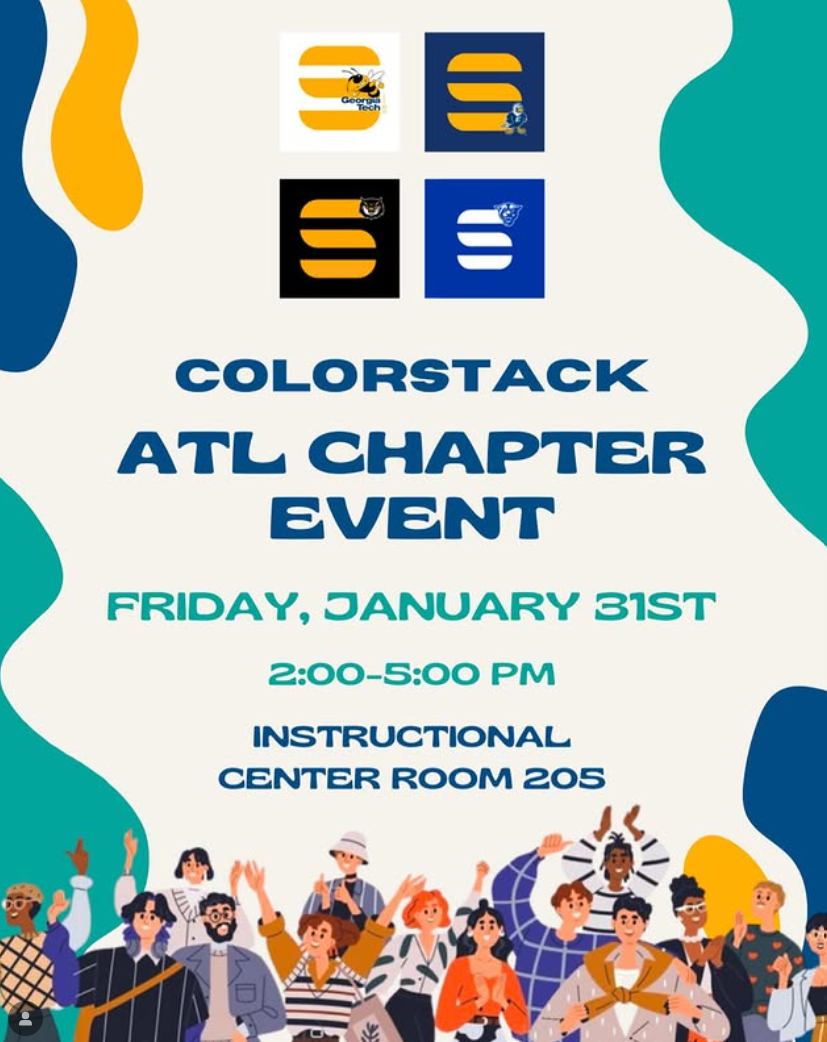 Georgia
Tech
COLORSTACK
ATL CHAPTER
EVENT
FRIDAY, JANUARY 31ST
2:00-5:00 PM
INSTRUCTIONAL
CENTER ROOM 205